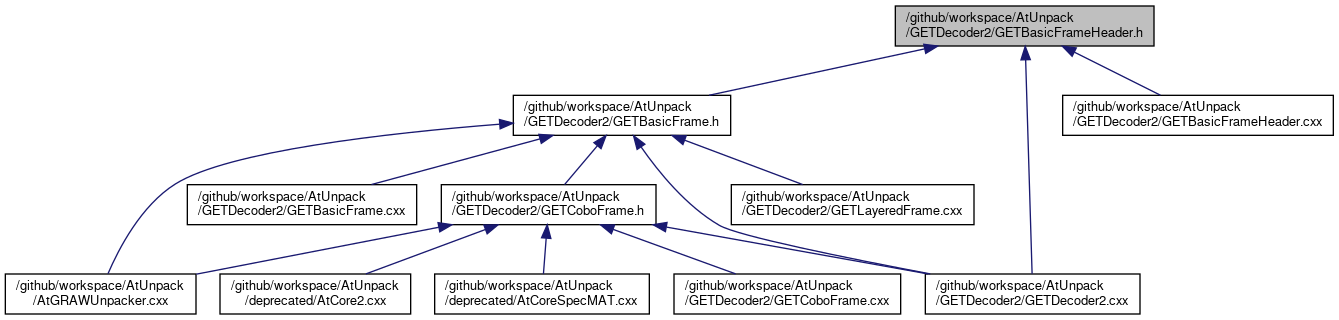 /github/workspace/AtUnpack
/GETDecoder2/GETBasicFrameHeader.h
/github/workspace/AtUnpack
/GETDecoder2/GETBasicFrame.h
/github/workspace/AtUnpack
/GETDecoder2/GETBasicFrameHeader.cxx
/github/workspace/AtUnpack
/GETDecoder2/GETBasicFrame.cxx
/github/workspace/AtUnpack
/GETDecoder2/GETCoboFrame.h
/github/workspace/AtUnpack
/GETDecoder2/GETLayeredFrame.cxx
/github/workspace/AtUnpack
/AtGRAWUnpacker.cxx
/github/workspace/AtUnpack
/deprecated/AtCore2.cxx
/github/workspace/AtUnpack
/deprecated/AtCoreSpecMAT.cxx
/github/workspace/AtUnpack
/GETDecoder2/GETCoboFrame.cxx
/github/workspace/AtUnpack
/GETDecoder2/GETDecoder2.cxx